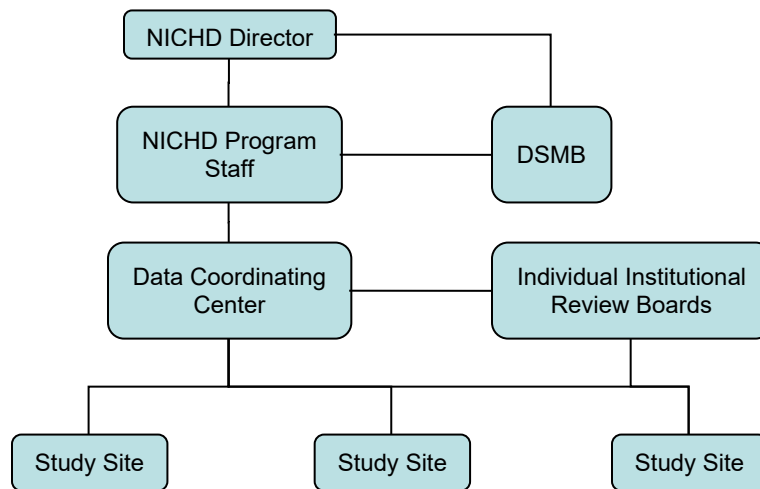 NICHD Director
NICHD Program
Staff
DSMB
Data Coordinating
Center
Individual Institutional
Review Boards
Study Site
Study Site
Study Site